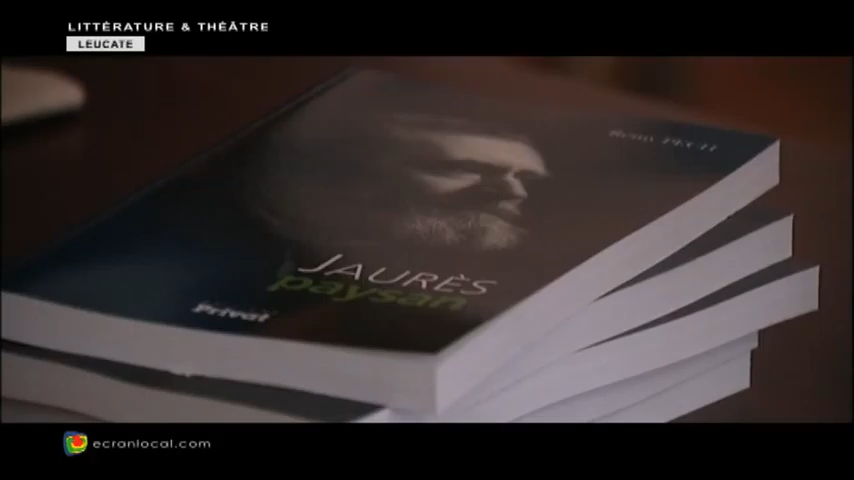 LITTÉRATURE & THÉÂTRE
LEUCATE
Rémy PECH
JAURÈS
paysan
Privat
ecranlocal.com